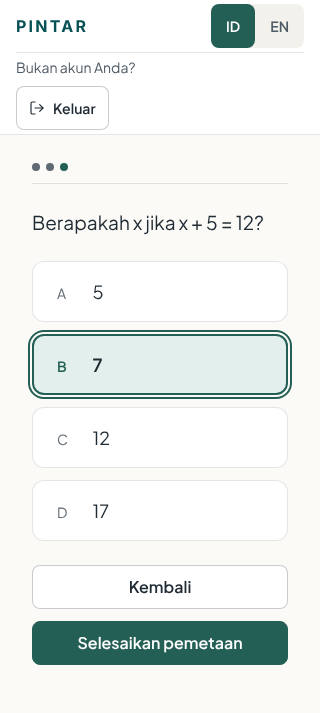 PINTAR
ID EN
Bukan akun Anda?
Keluar
Berapakah x jika x + 5 = 12?
A 5
B 7
C 12
D 17
Kembali
Selesaikan pemetaan